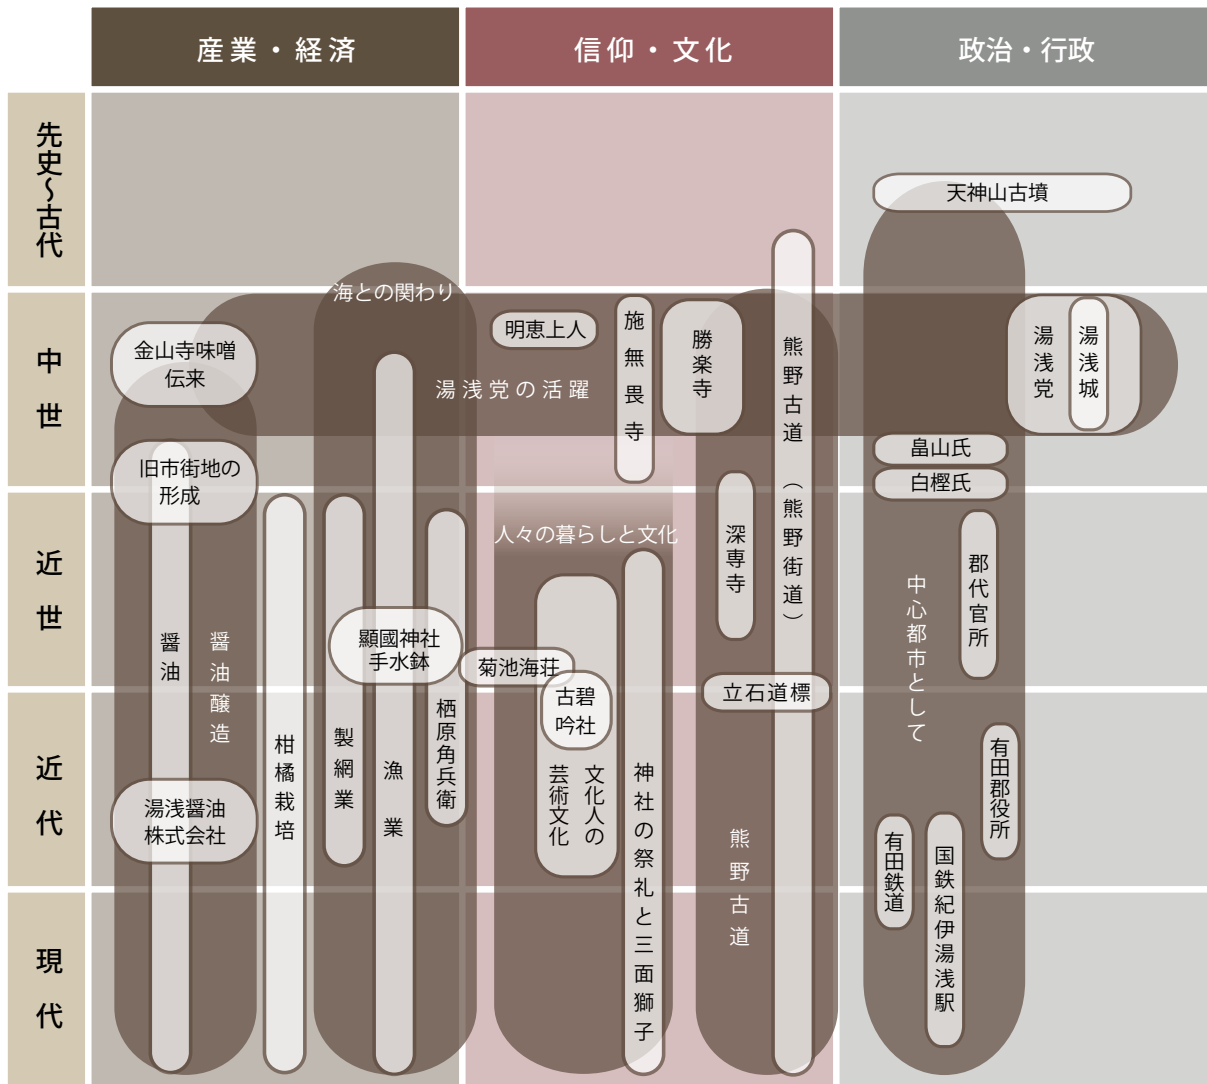 産業・経済
信仰・文化
政治・行政
先史～古代
中世
近世
近代
現代
天神山古墳
海との関わり
金山寺味噌
伝来
明恵上人
湯浅党の活躍
施無畏寺
勝楽寺
熊野古道（熊野街道）
湯浅党
湯浅城
畠山氏
白樫氏
旧市街地の
形成
人々の暮らしと文化
深専寺
郡代官所
中心都市として
醤油
醤油醸造
顯國神社
手水鉢
菊池海荘
古碧
吟社
立石道標
栖原角兵衛
柑橘栽培
製網業
漁業
文化人の
芸術文化
神社の祭礼と三面獅子
有田郡役所
湯浅醤油
株式会社
熊野古道
有田鉄道
国鉄紀伊湯浅駅